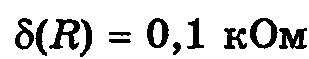 δ(R) = 0,1 кОм